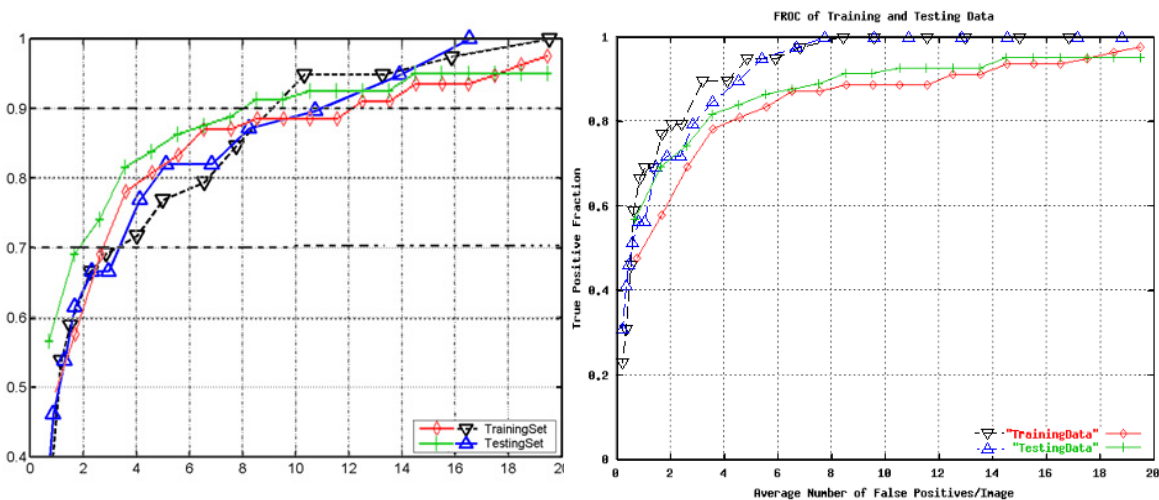 FROC of Training and Testing Data
1
0.9
0.8
0.7
0.6
0.5
0.4
0 2 4 6 8 10 12 14 16 18 20
TrainingSet
TestingSet
True Positive Fraction
1
0.8
0.6
0.4
0.2
0
0 2 4 6 8 10 12 14 16 18 20
"TrainingData"
"TestingData"
Average Number of False Positives/Image